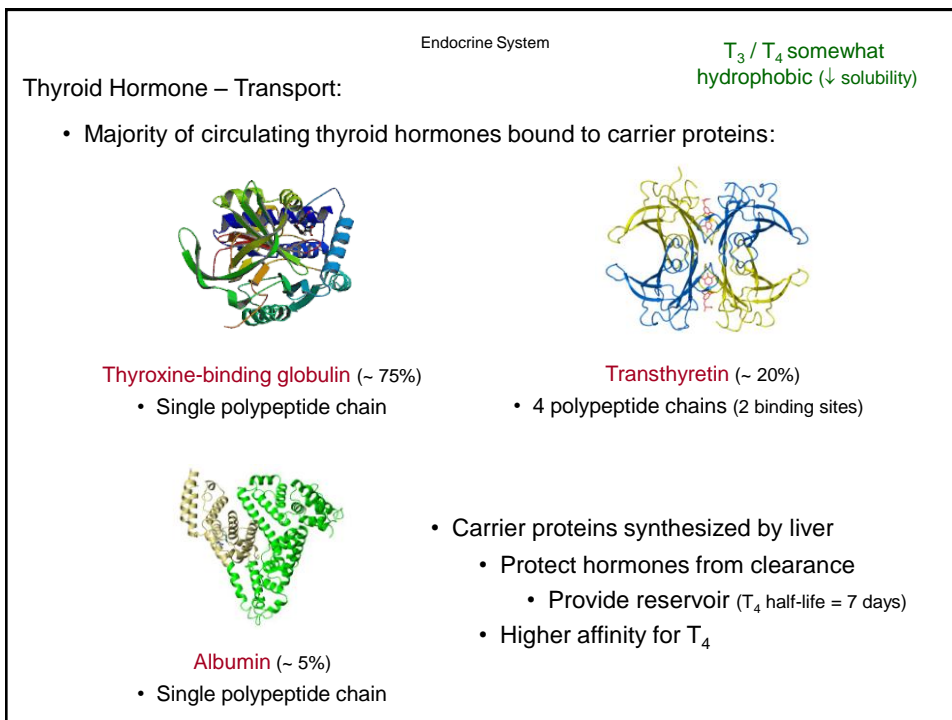 Endocrine System
T₃ / T₄ somewhat
hydrophobic (↓ solubility)
Thyroid Hormone – Transport:
• Majority of circulating thyroid hormones bound to carrier proteins:
Thyroxine-binding globulin (~ 75%)
• Single polypeptide chain
Transthyretin (~ 20%)
• 4 polypeptide chains (2 binding sites)
Albumin (~ 5%)
• Single polypeptide chain
• Carrier proteins synthesized by liver
• Protect hormones from clearance
• Provide reservoir (T₄ half-life = 7 days)
• Higher affinity for T₄